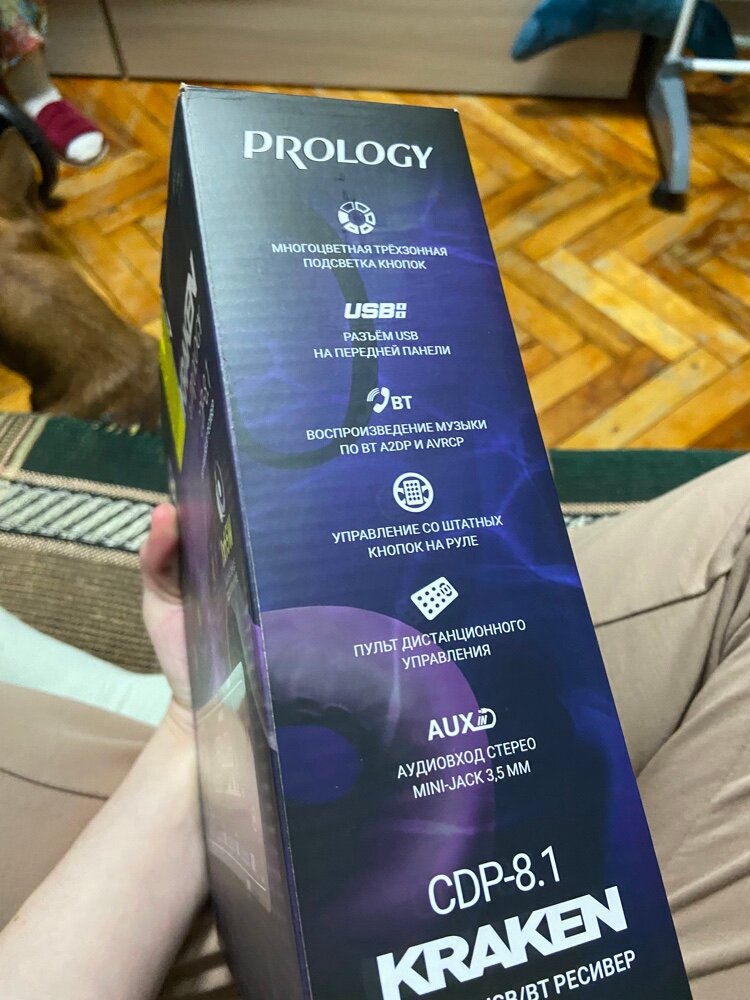 PROLOGY
МНОГОЦВЕТНАЯ ТРЁХЗОННАЯ
ПОДСВЕТКА КНОПОК
USB
РАЗЪЁМ USB
НА ПЕРЕДНЕЙ ПАНЕЛИ
BT
ВОСПРОИЗВЕДЕНИЕ МУЗЫКИ
ПО BT A2DP И AVRCP
УПРАВЛЕНИЕ СО ШТАТНЫХ
КНОПОК НА РУЛЕ
ПУЛЬТ ДИСТАНЦИОННОГО
УПРАВЛЕНИЯ
AUX IN
АУДИОВХОД СТЕРЕО
MINI-JACK 3,5 ММ
CDP-8.1
KRAKEN
USB/BT РЕСИВЕР
KRAKEN